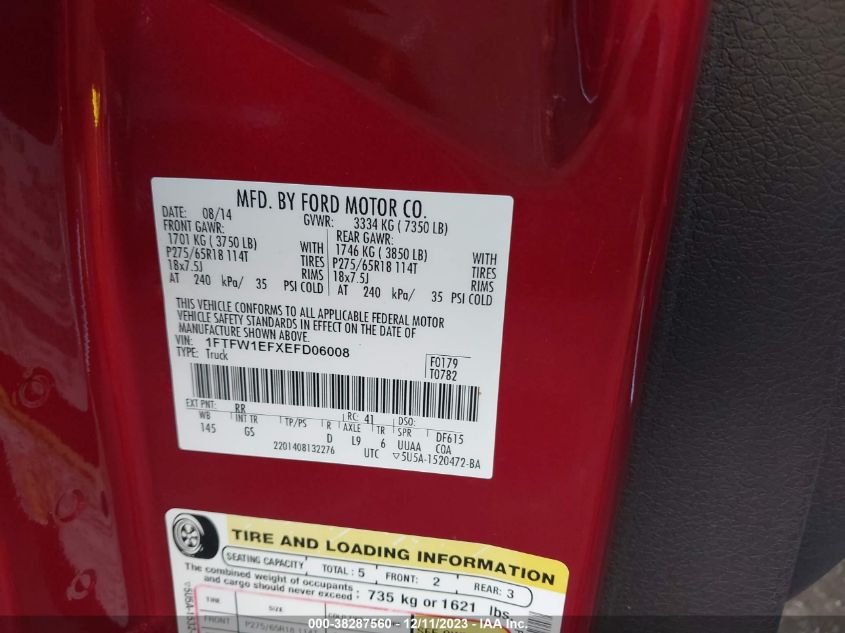 MFD. BY FORD MOTOR CO.
DATE: 08/14 GVWR: 3334 KG ( 7350 LB)
FRONT GAWR: REAR GAWR:
1701 KG ( 3750 LB) WITH 1746 KG ( 3850 LB) WITH
P275/65R18 114T TIRES P275/65R18 114T TIRES
18x7.5J RIMS 18x7.5J RIMS
AT 240 kPa/ 35 PSI COLD AT 240 kPa/ 35 PSI COLD
THIS VEHICLE CONFORMS TO ALL APPLICABLE FEDERAL MOTOR
VEHICLE SAFETY STANDARDS IN EFFECT ON THE DATE OF
MANUFACTURE SHOWN ABOVE.
VIN: 1FTFW1EFXEFD06008
TYPE: Truck
F0179
T0782
EXT PNT: RR RC: 41 DSO:
WB INT TR TP/PS R AXLE TR SPR DF615
145 GS D L9 6 UUAA COA
2201408132276 UTC ▽5U5A-1520472-BA
TIRE AND LOADING INFORMATION
SEATING CAPACITY TOTAL: 5 FRONT: 2 REAR: 3
The combined weight of occupants
and cargo should never exceed: 735 kg or 1621 lbs
TIRE SIZE
FRONT P275/65R18 114T
000-38287560 - 12/11/2023 - IAA Inc.